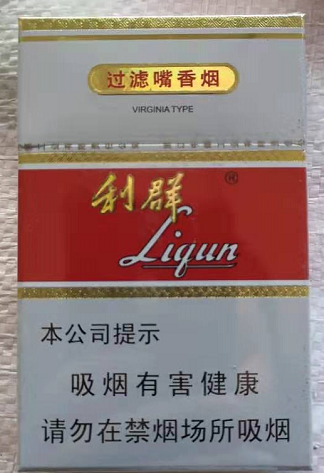 过滤嘴香烟
VIRGINIA TYPE
利群 ®
Liqun
本公司提示
吸烟有害健康
请勿在禁烟场所吸烟